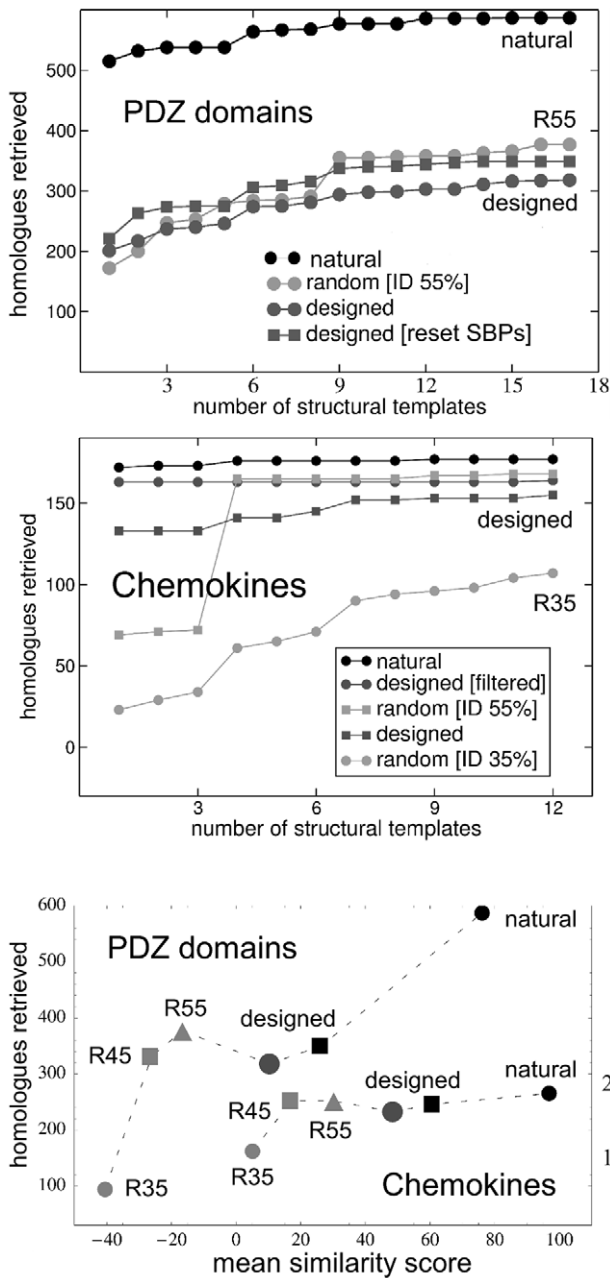 500
400
300
200
100
homologues retrieved
natural
PDZ domains
R55
designed
natural
random [ID 55%]
designed
designed [reset SBPs]
3 6 9 12 15 18
number of structural templates
150
100
50
0
homologues retrieved
designed
Chemokines
R35
natural
designed [filtered]
random [ID 55%]
designed
random [ID 35%]
3 6 9 12
number of structural templates
600
500
400
300
200
100
homologues retrieved
PDZ domains
natural
R55
designed
R45
natural
designed
R45
R55
R35
R35
Chemokines
2
1
−40 −20 0 20 40 60 80 100
mean similarity score